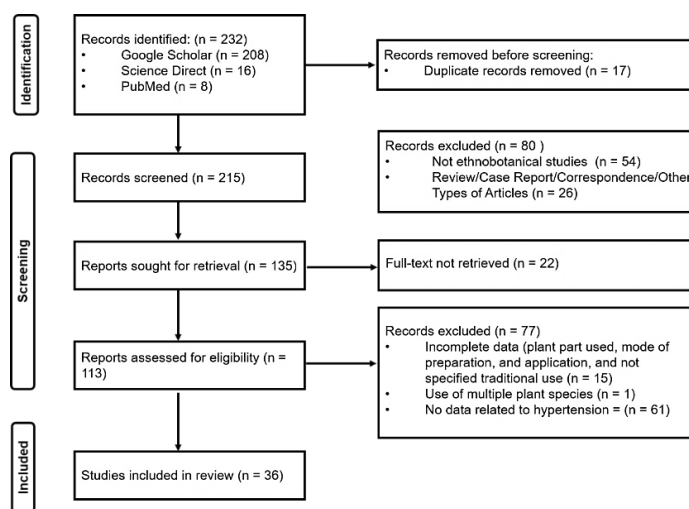 Identification
Records identified: (n = 232)
• Google Scholar (n = 208)
• Science Direct (n = 16)
• PubMed (n = 8)
Records removed before screening:
• Duplicate records removed (n = 17)
Screening
Records screened (n = 215)
Records excluded (n = 80 )
• Not ethnobotanical studies (n = 54)
• Review/Case Report/Correspondence/Other
Types of Articles (n = 26)
Reports sought for retrieval (n = 135)
Full-text not retrieved (n = 22)
Reports assessed for eligibility (n =
113)
Records excluded (n = 77)
• Incomplete data (plant part used, mode of
preparation, and application, and not
specified traditional use (n = 15)
• Use of multiple plant species (n = 1)
• No data related to hypertension = (n = 61)
Included
Studies included in review (n = 36)